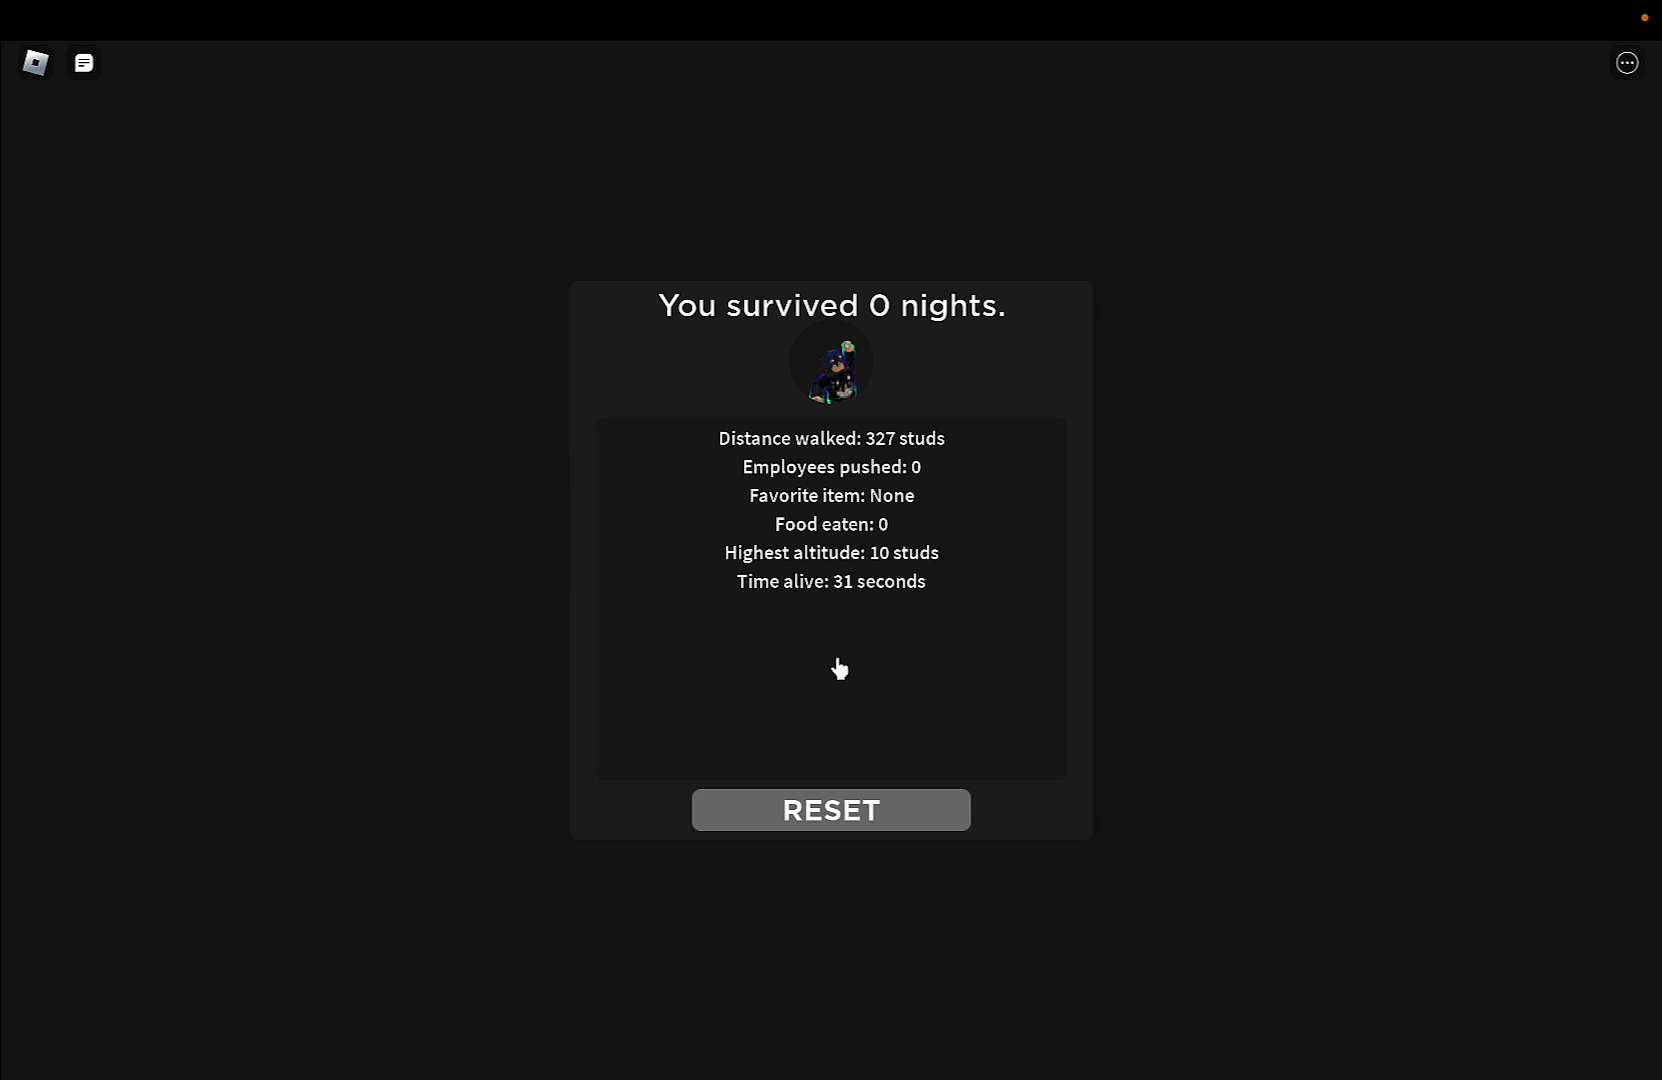 You survived 0 nights.
Distance walked: 327 studs
Employees pushed: 0
Favorite item: None
Food eaten: 0
Highest altitude: 10 studs
Time alive: 31 seconds
RESET